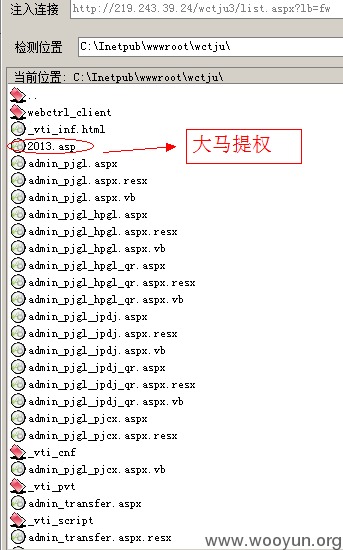 注入连接 http://219.243.39.24/wctju3/list.aspx?lb=fw
检测位置 C:\Inetpub\wwwroot\wctju\
当前位置: C:\Inetpub\wwwroot\wctju\
..
webctrl_client
_vti_inf.html
2013.asp
大马提权
admin_pjgl.aspx
admin_pjgl.aspx.resx
admin_pjgl.aspx.vb
admin_pjgl_hpgl.aspx
admin_pjgl_hpgl.aspx.resx
admin_pjgl_hpgl.aspx.vb
admin_pjgl_hpgl_qr.aspx
admin_pjgl_hpgl_qr.aspx.resx
admin_pjgl_hpgl_qr.aspx.vb
admin_pjgl_jpdj.aspx
admin_pjgl_jpdj.aspx.resx
admin_pjgl_jpdj.aspx.vb
admin_pjgl_jpdj_qr.aspx
admin_pjgl_jpdj_qr.aspx.resx
admin_pjgl_jpdj_qr.aspx.vb
admin_pjgl_pjcx.aspx
admin_pjgl_pjcx.aspx.resx
_vti_cnf
admin_pjgl_pjcx.aspx.vb
_vti_pvt
admin_transfer.aspx
_vti_script
admin_transfer.aspx.resx
www.wooyun.org